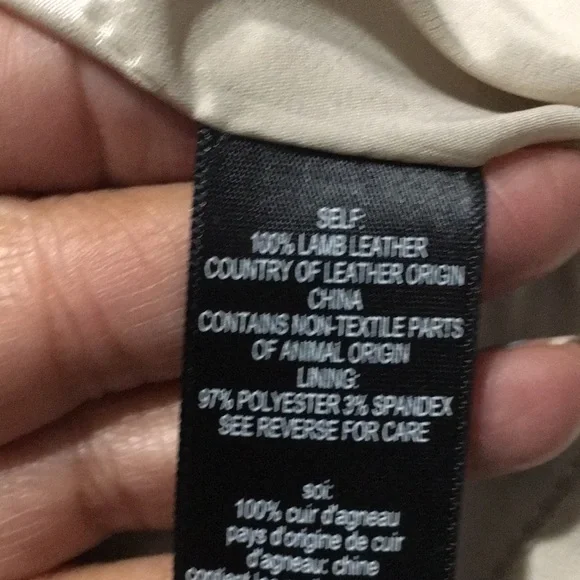 SELF:
100% LAMB LEATHER
COUNTRY OF LEATHER ORIGIN
CHINA
CONTAINS NON-TEXTILE PARTS
OF ANIMAL ORIGIN
LINING:
97% POLYESTER 3% SPANDEX
SEE REVERSE FOR CARE
soi:
100% cuir d'agneau
pays d'origine de cuir
d'agneau: chine
contient